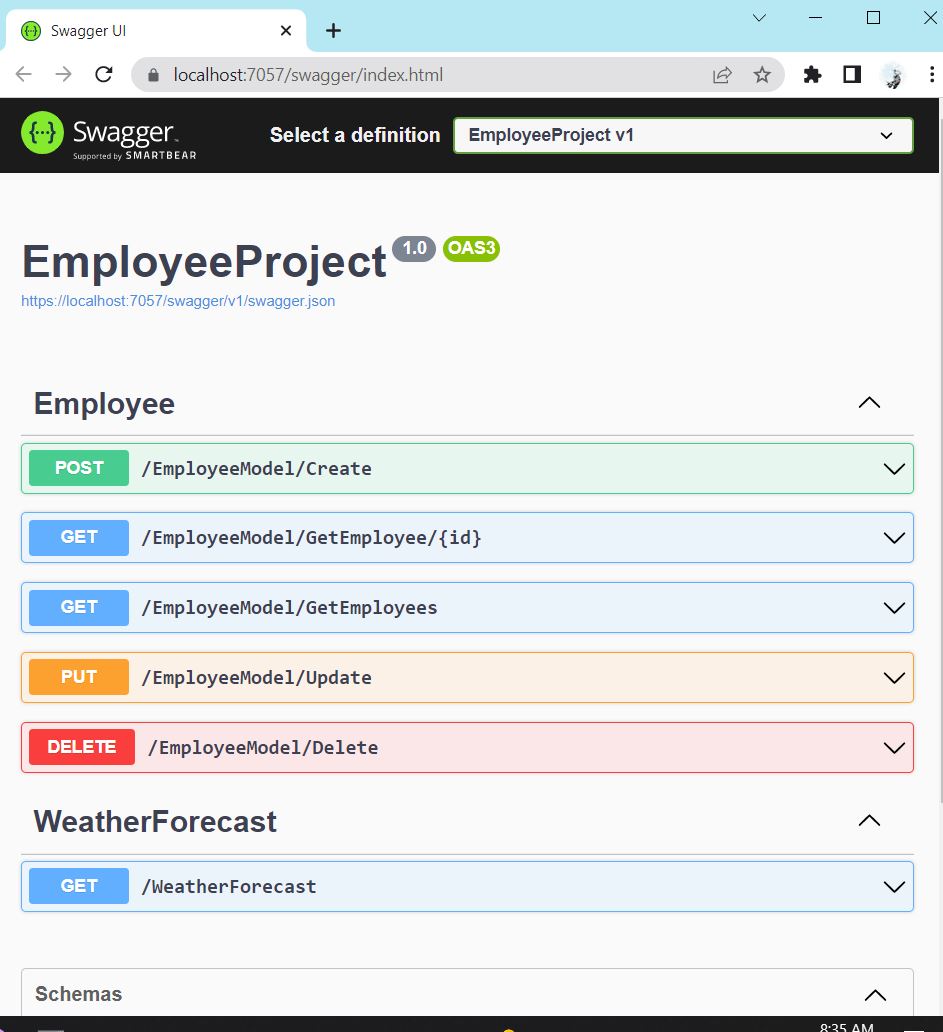 Swagger UI
localhost:7057/swagger/index.html
Swagger
Supported by SMARTBEAR
Select a definition
EmployeeProject v1
EmployeeProject 1.0 OAS3
https://localhost:7057/swagger/v1/swagger.json
Employee
POST /EmployeeModel/Create
GET /EmployeeModel/GetEmployee/{id}
GET /EmployeeModel/GetEmployees
PUT /EmployeeModel/Update
DELETE /EmployeeModel/Delete
WeatherForecast
GET /WeatherForecast
Schemas
8:35 AM